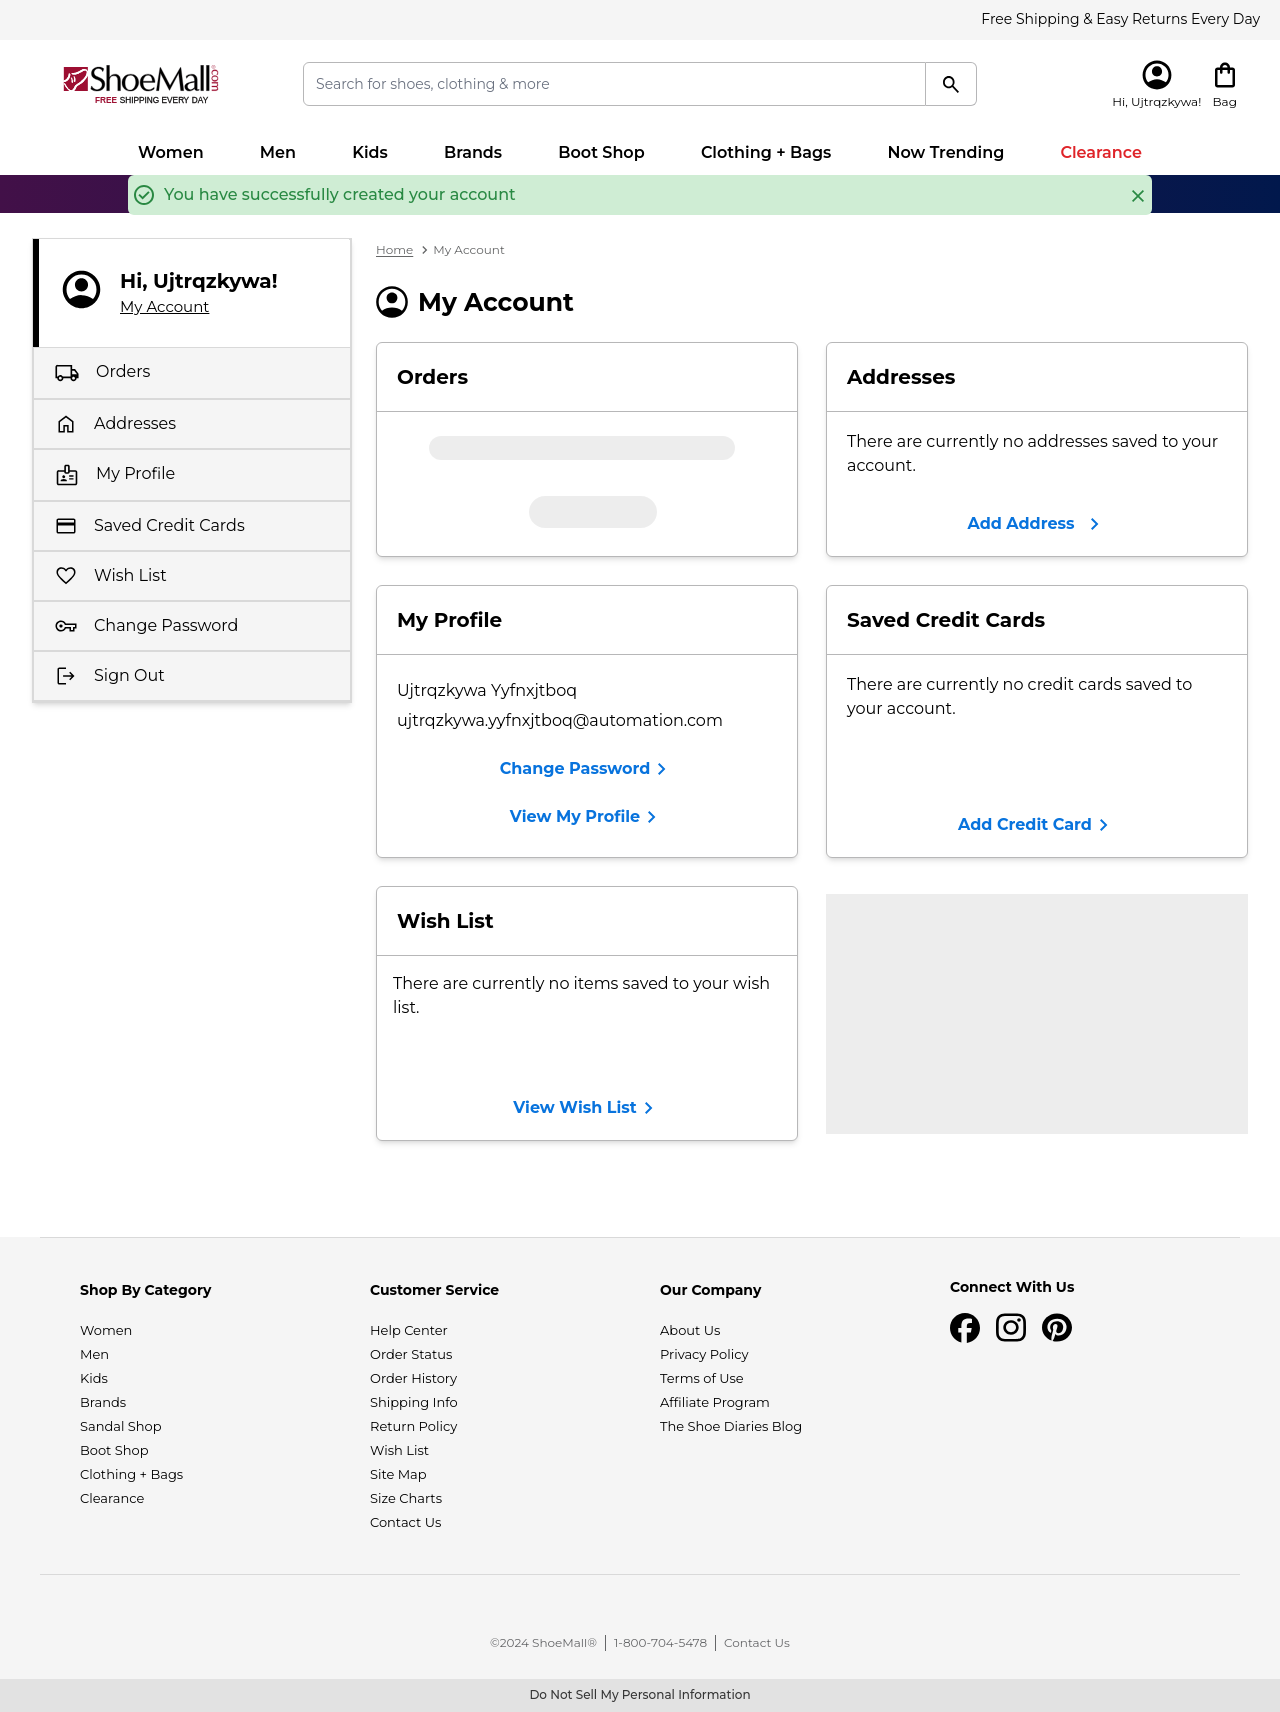 Free Shipping & Easy Returns Every Day
ShoeMall.com
FREE SHIPPING EVERY DAY
Search for shoes, clothing & more
Hi, Ujtrqzkywa!
Bag
Women
Men
Kids
Brands
Boot Shop
Clothing + Bags
Now Trending
Clearance
You have successfully created your account
Hi, Ujtrqzkywa!
My Account
Orders
Addresses
My Profile
Saved Credit Cards
Wish List
Change Password
Sign Out
Home
My Account
My Account
Orders
Addresses
There are currently no addresses saved to your
account.
Add Address
My Profile
Ujtrqzkywa Yyfnxjtboq
ujtrqzkywa.yyfnxjtboq@automation.com
Change Password
View My Profile
Saved Credit Cards
There are currently no credit cards saved to
your account.
Add Credit Card
Wish List
There are currently no items saved to your wish
list.
View Wish List
Shop By Category
Women
Men
Kids
Brands
Sandal Shop
Boot Shop
Clothing + Bags
Clearance
Customer Service
Help Center
Order Status
Order History
Shipping Info
Return Policy
Wish List
Site Map
Size Charts
Contact Us
Our Company
About Us
Privacy Policy
Terms of Use
Affiliate Program
The Shoe Diaries Blog
Connect With Us
©2024 ShoeMall®
1-800-704-5478
Contact Us
Do Not Sell My Personal Information